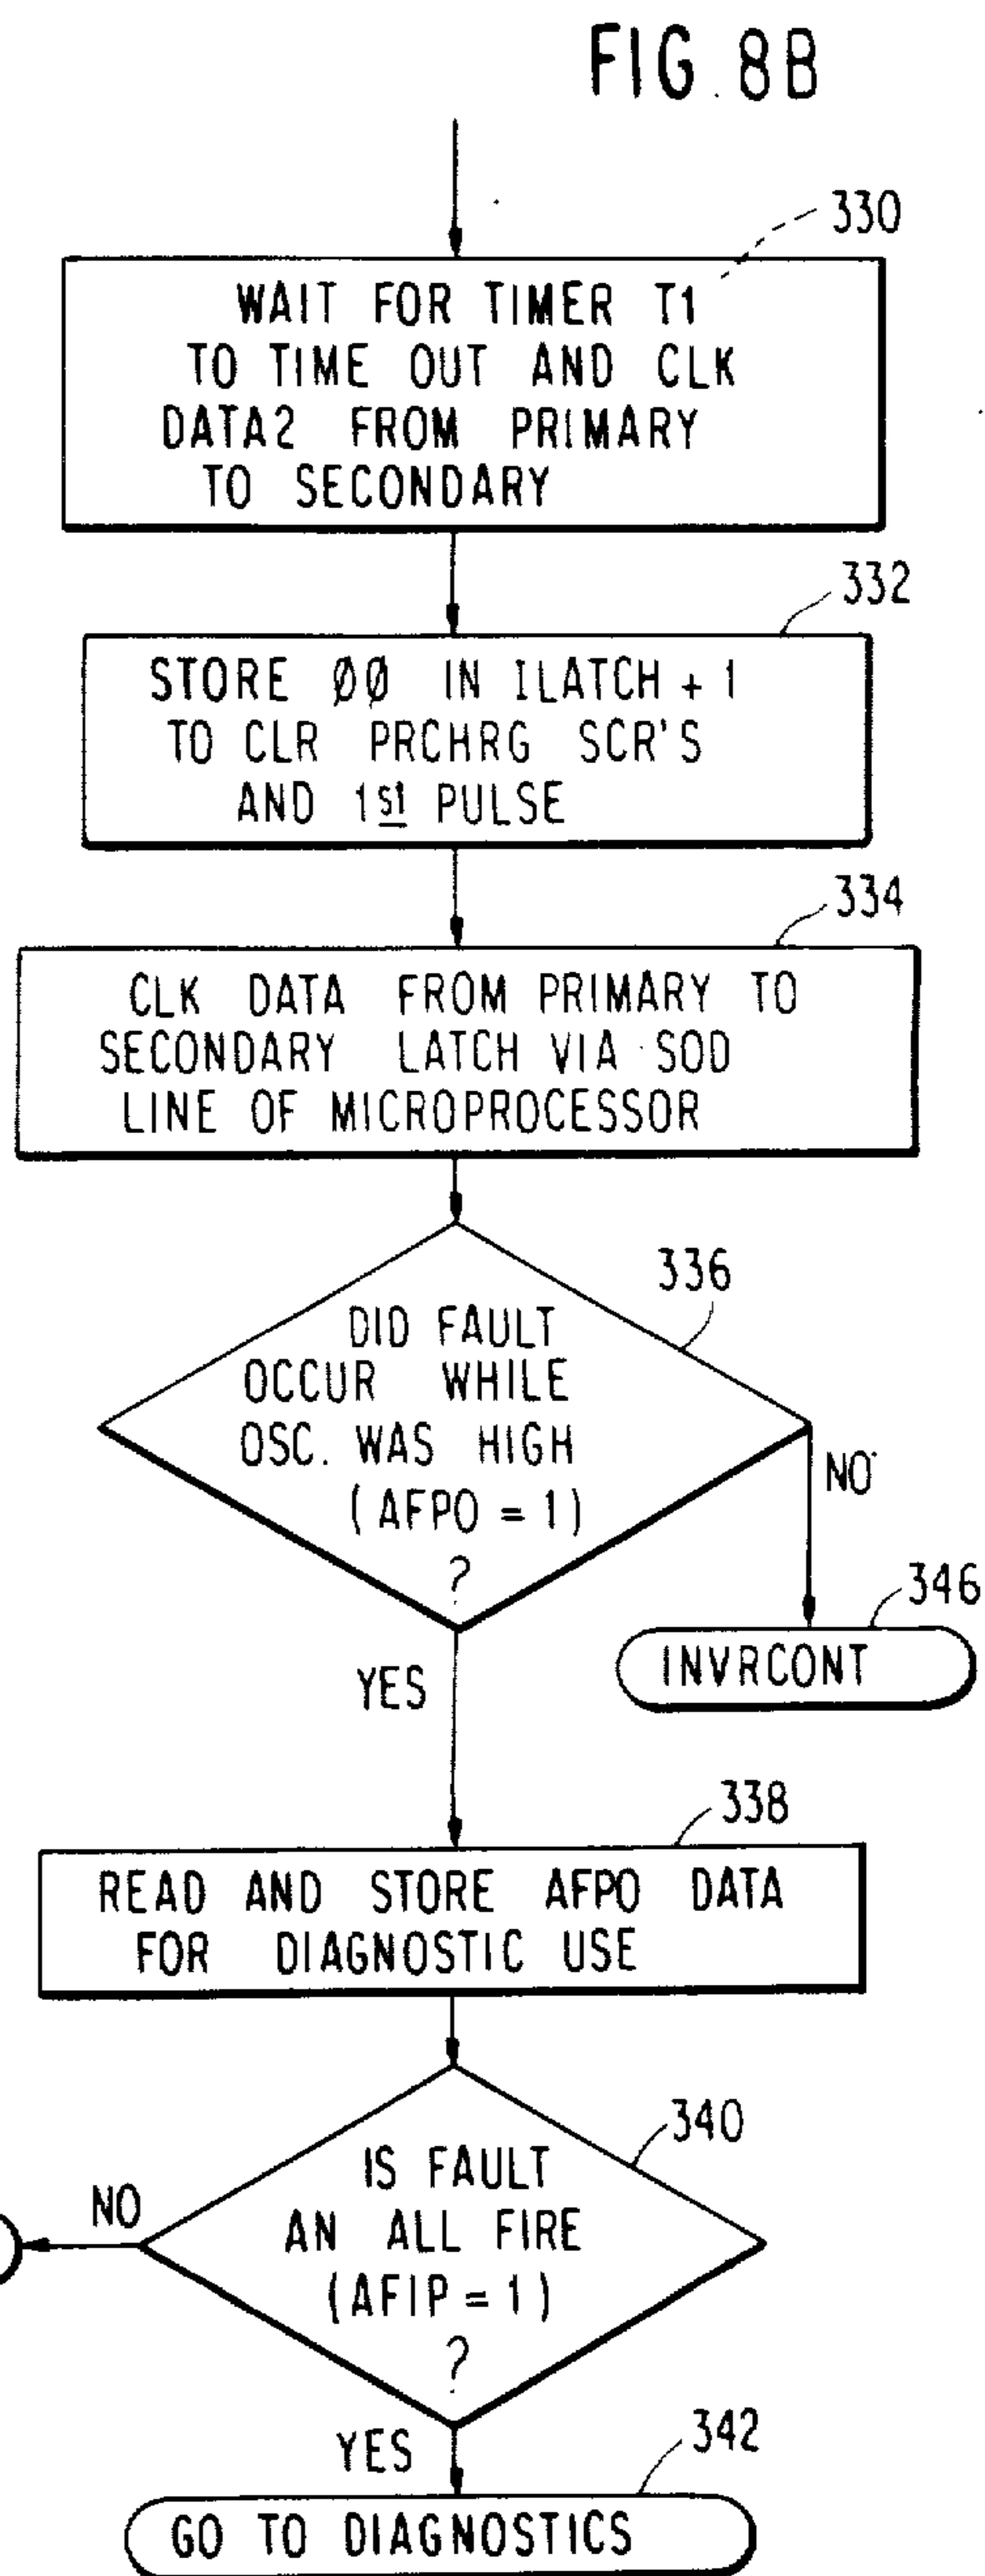 FIG. 8B
330
WAIT FOR TIMER T1
TO TIME OUT AND CLK
DATA2 FROM PRIMARY
TO SECONDARY
332
STORE ØØ IN ILATCH + 1
TO CLR PRCHRG SCR'S
AND 1st PULSE
334
CLK DATA FROM PRIMARY TO
SECONDARY LATCH VIA SOD
LINE OF MICROPROCESSOR
336
DID FAULT
OCCUR WHILE
OSC. WAS HIGH
(AFPO = 1)
?
NO
346
INVRCONT
YES
338
READ AND STORE AFPO DATA
FOR DIAGNOSTIC USE
340
IS FAULT
AN ALL FIRE
(AFIP = 1)
?
NO
YES
342
GO TO DIAGNOSTICS